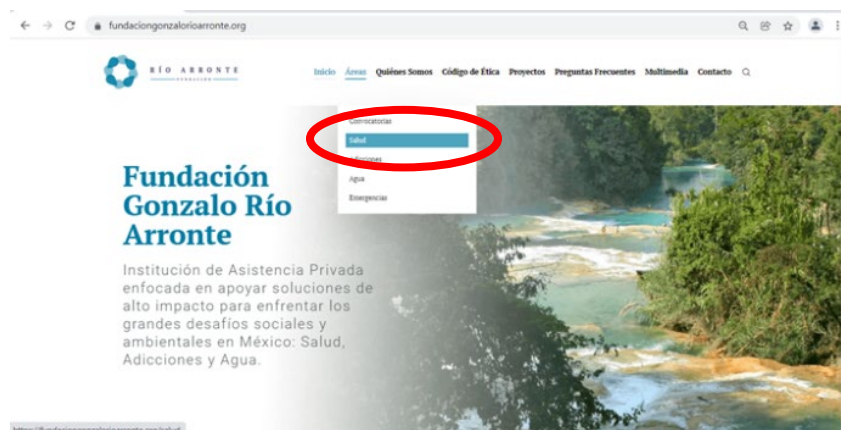 fundaciongonzalorioarronte.org
RÍO ARRONTE
FUNDACIÓN
Inicio Áreas Quiénes Somos Código de Ética Proyectos Preguntas Frecuentes Multimedia Contacto
Convocatorias
Salud
Adicciones
Agua
Emergencias
Fundación
Gonzalo Río
Arronte
Institución de Asistencia Privada
enfocada en apoyar soluciones de
alto impacto para enfrentar los
grandes desafíos sociales y
ambientales en México: Salud,
Adicciones y Agua.